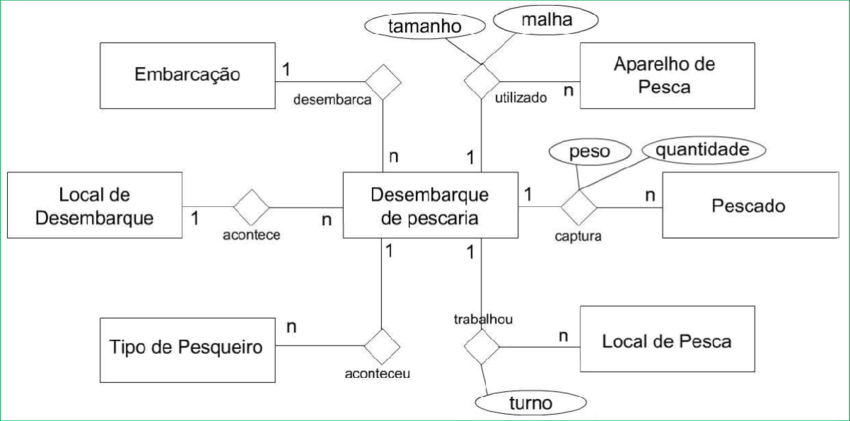 tamanho
malha
Embarcação
1
desembarca
n
utilizado
n
1
Aparelho de
Pesca
peso
quantidade
Local de
Desembarque
1
acontece
n
Desembarque
de pescaria
1
captura
n
Pescado
1
1
Tipo de Pesqueiro
n
aconteceu
trabalhou
n
Local de Pesca
turno